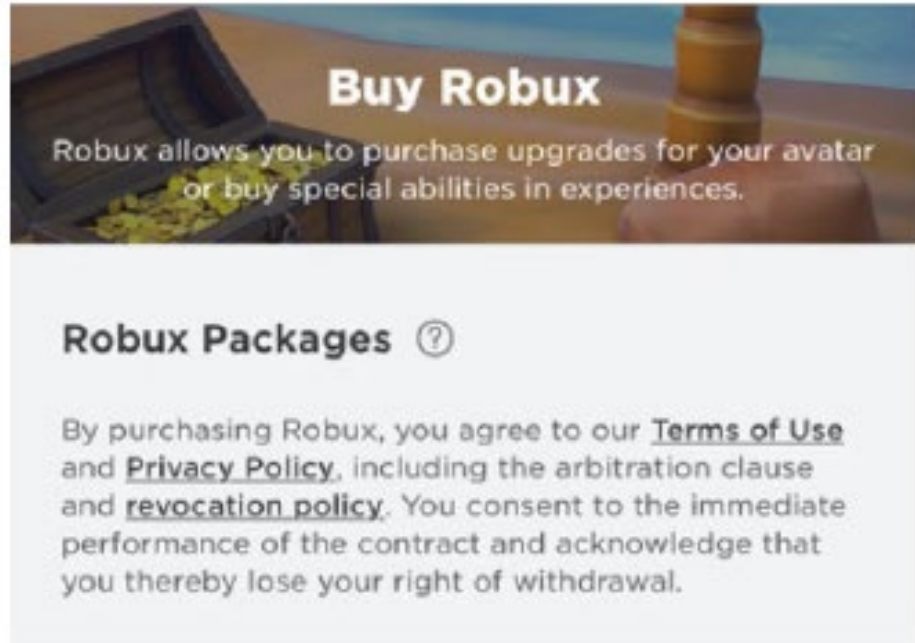 Buy Robux
Robux allows you to purchase upgrades for your avatar
or buy special abilities in experiences.
Robux Packages ?
By purchasing Robux, you agree to our Terms of Use
and Privacy Policy, including the arbitration clause
and revocation policy. You consent to the immediate
performance of the contract and acknowledge that
you thereby lose your right of withdrawal.